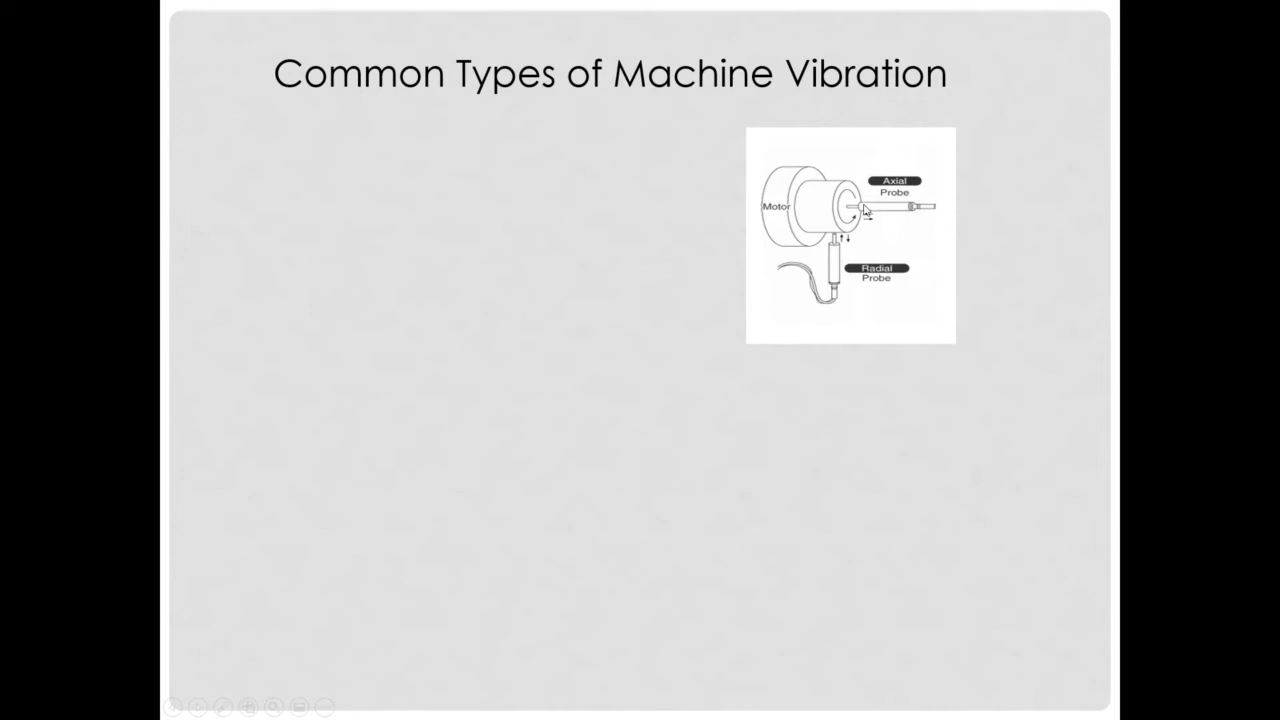 Common Types of Machine Vibration
Axial
Probe
Motor
Radial
Probe